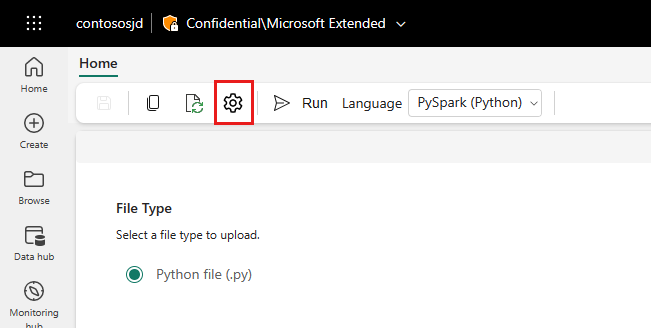 contososjd
Confidential\Microsoft Extended
Home
Home
Run
Language
PySpark (Python)
Create
Browse
File Type
Select a file type to upload.
Data hub
Python file (.py)
Monitoring
hub